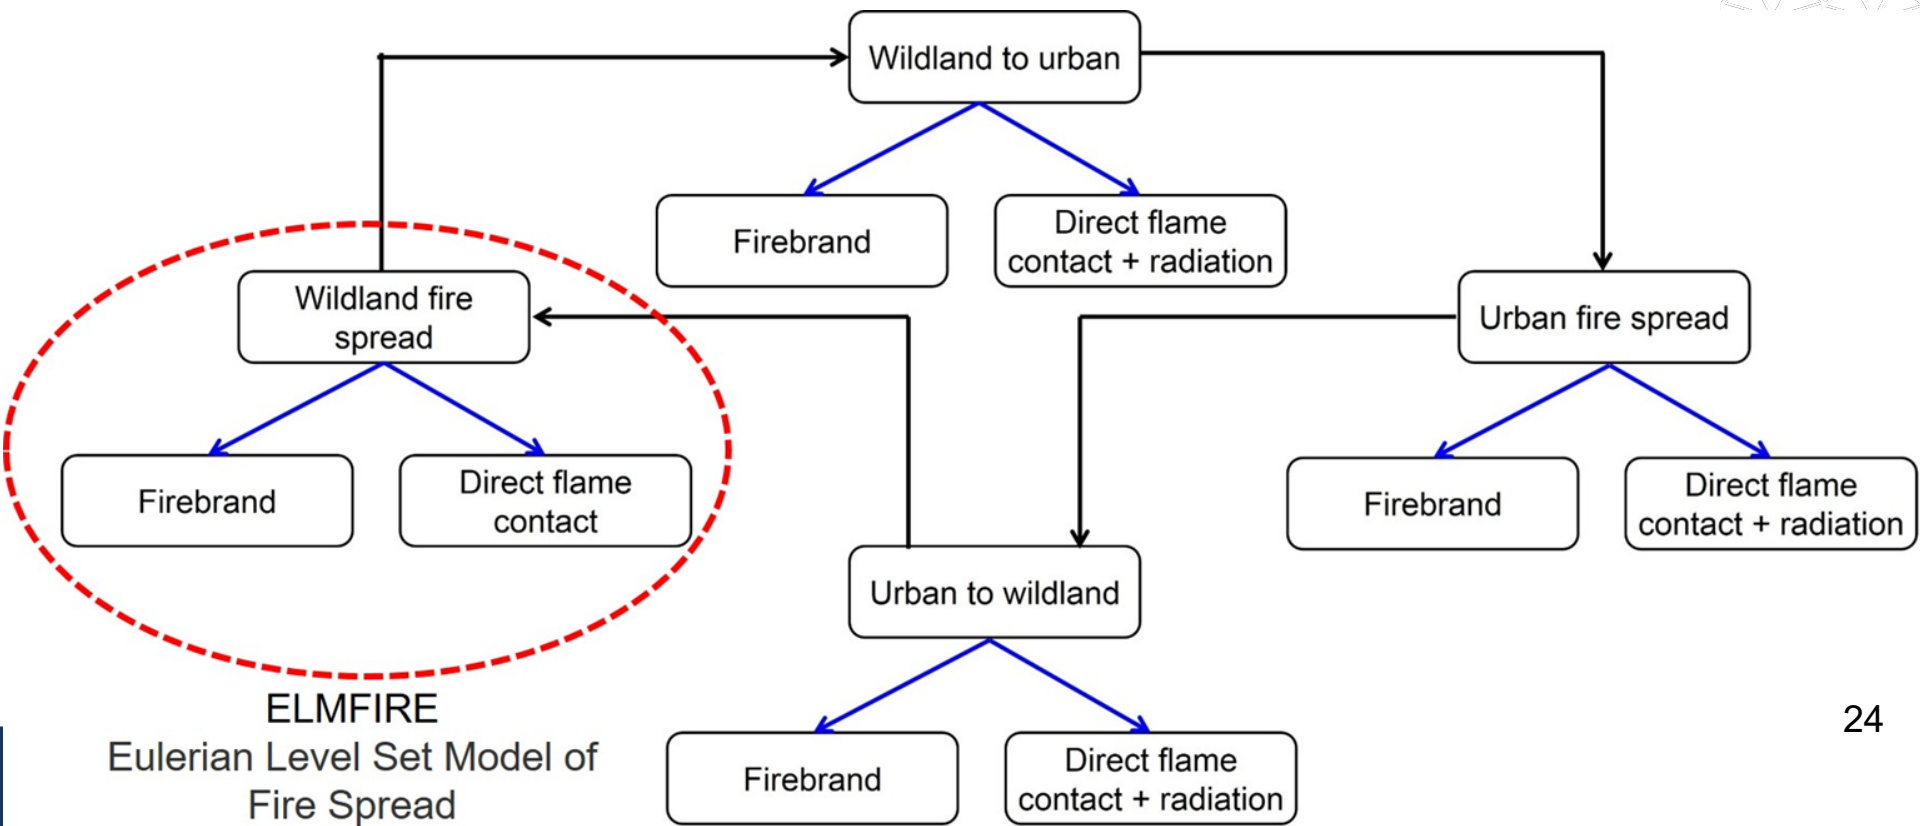 Wildland to urban
Firebrand
Direct flame
contact + radiation
Wildland fire
spread
Urban fire spread
Firebrand
Direct flame
contact
Firebrand
Direct flame
contact + radiation
Urban to wildland
ELMFIRE
Eulerian Level Set Model of
Fire Spread
Firebrand
Direct flame
contact + radiation
24